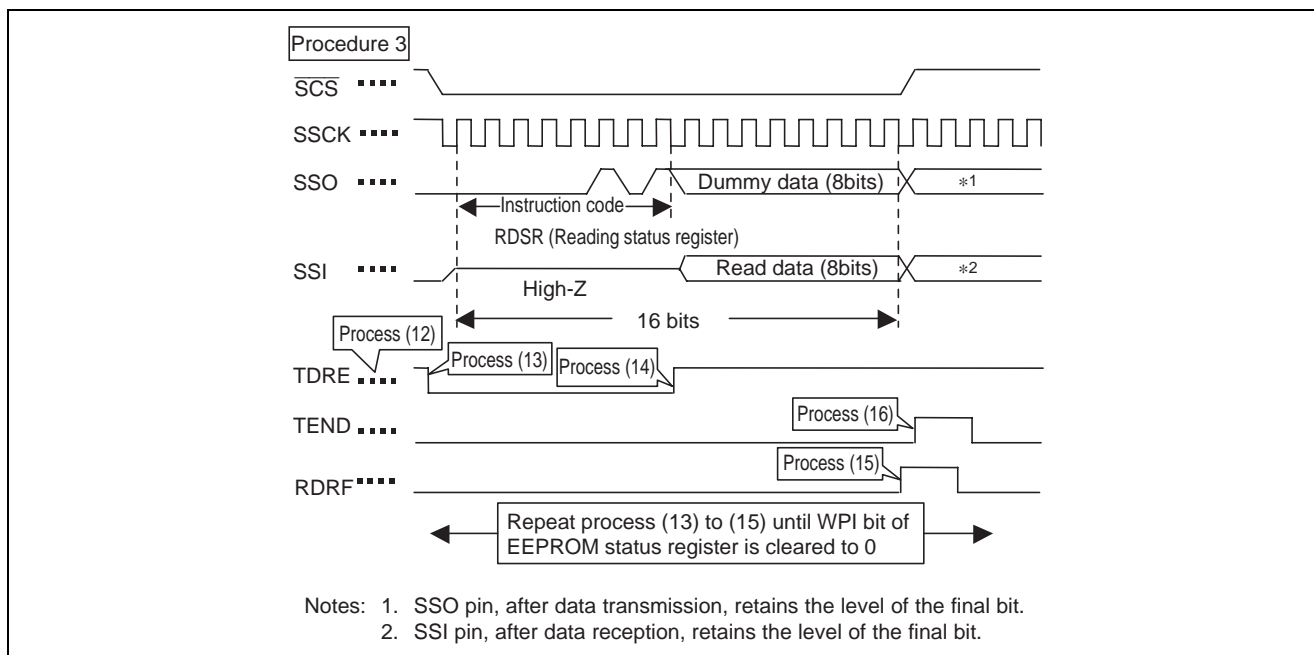 Procedure 3
SCS
SSCK
SSO
Dummy data (8bits)
*1
Instruction code
RDSR (Reading status register)
SSI
Read data (8bits)
*2
High-Z
16 bits
Process (12)
Process (13)
Process (14)
TDRE
Process (16)
TEND
Process (15)
RDRF
Repeat process (13) to (15) until WPI bit of
EEPROM status register is cleared to 0
Notes: 1. SSO pin, after data transmission, retains the level of the final bit.
2. SSI pin, after data reception, retains the level of the final bit.